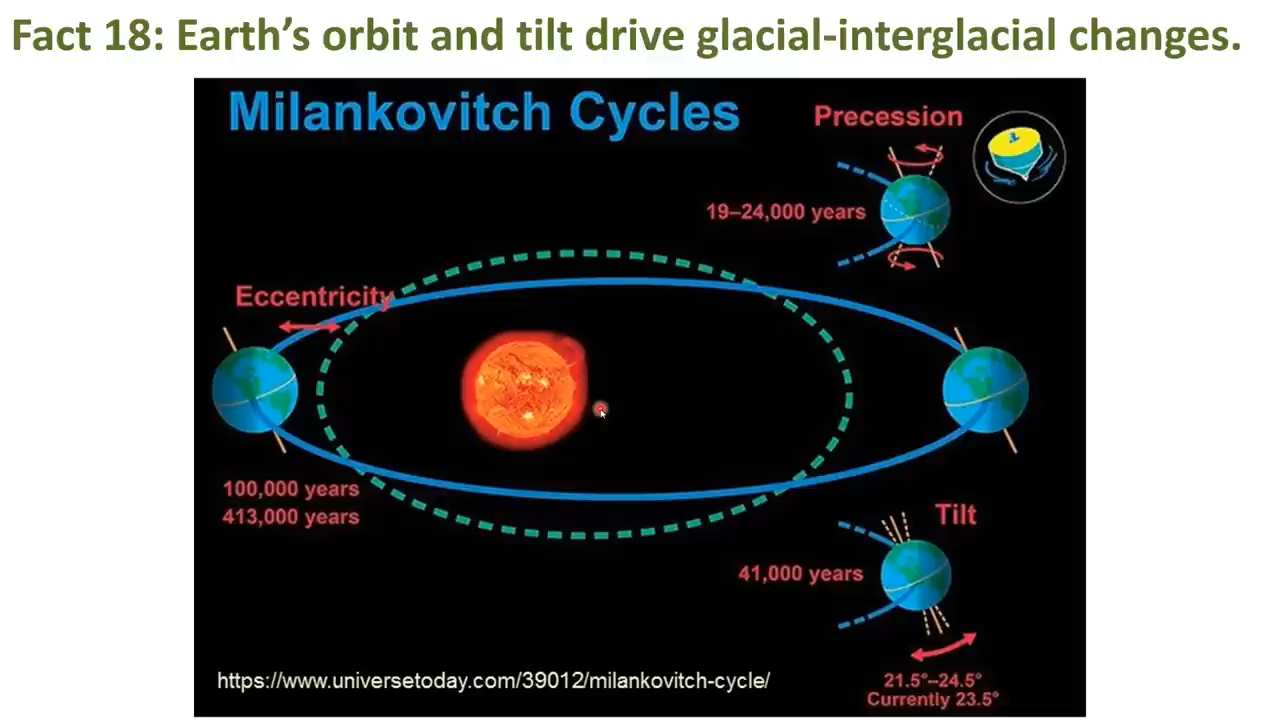 Fact 18: Earth's orbit and tilt drive glacial-interglacial changes.
Milankovitch Cycles
Precession
19–24,000 years
Eccentricity
100,000 years
413,000 years
Tilt
41,000 years
21.5°–24.5°
Currently 23.5°
https://www.universetoday.com/39012/milankovitch-cycle/